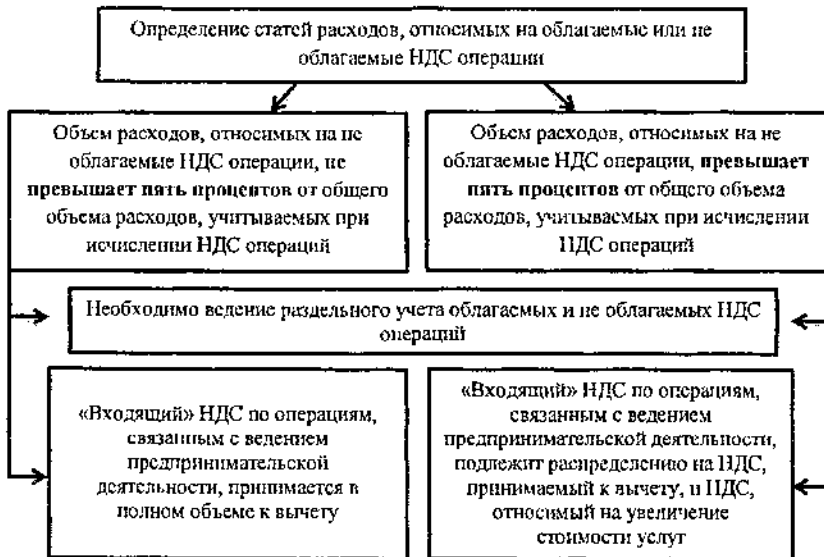 Определение статей расходов, относимых на облагаемые или не
облагаемые НДС операции
Объем расходов, относимых на не
облагаемые НДС операции, не
превышает пять процентов от общего
объема расходов, учитываемых при
исчислении НДС операций
Объем расходов, относимых на не
облагаемые НДС операции, превышает
пять процентов от общего объема
расходов, учитываемых при исчислении
НДС операций
Необходимо ведение раздельного учета облагаемых и не облагаемых НДС
операций
«Входящий» НДС по операциям,
связанным с ведением
предпринимательской
деятельности, принимается в
полном объеме к вычету
«Входящий» НДС по операциям,
связанным с ведением
предпринимательской деятельности,
подлежит распределению на НДС,
принимаемый к вычету, и НДС,
относимый на увеличение
стоимости услуг